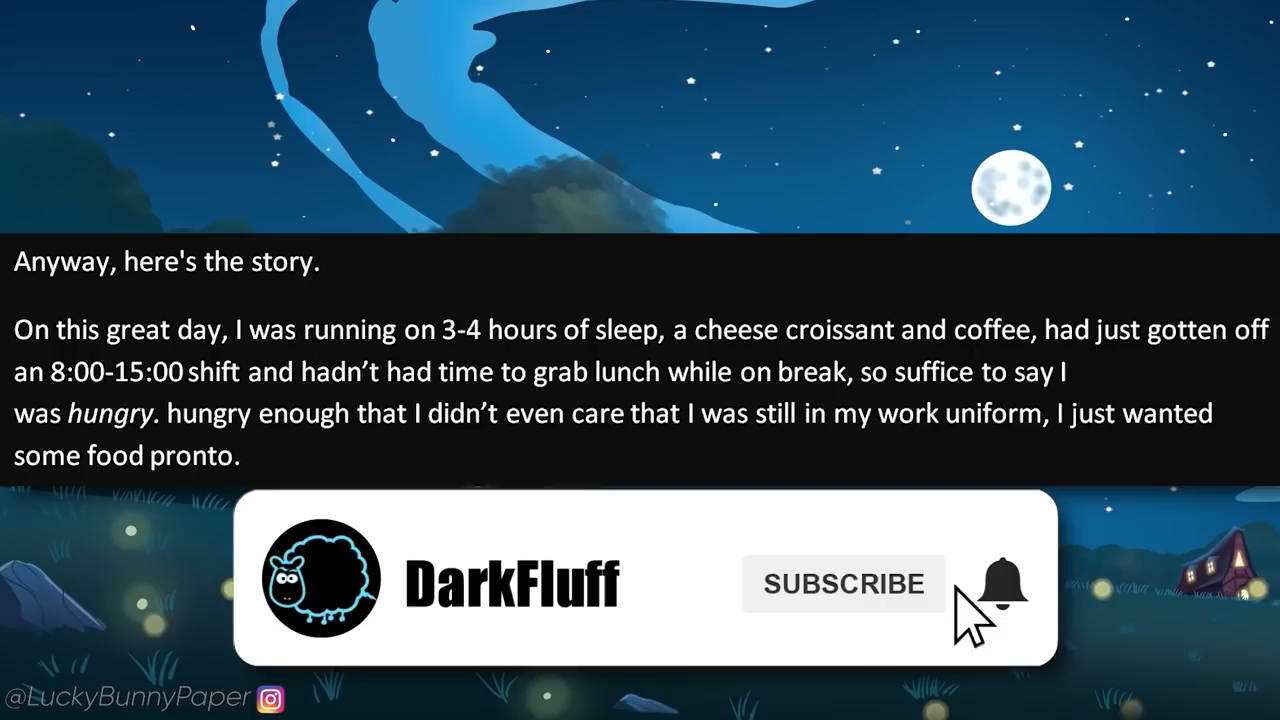 Anyway, here's the story.
On this great day, I was running on 3-4 hours of sleep, a cheese croissant and coffee, had just gotten off
an 8:00-15:00 shift and hadn’t had time to grab lunch while on break, so suffice to say I
was hungry. hungry enough that I didn’t even care that I was still in my work uniform, I just wanted
some food pronto.
DarkFluff
SUBSCRIBE
@LuckyBunnyPaper